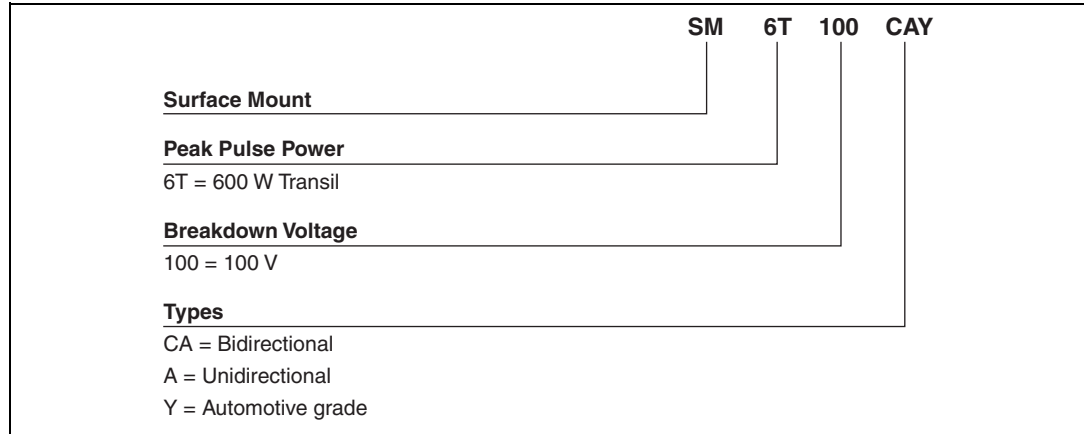 SM 6T 100 CAY
Surface Mount
Peak Pulse Power
6T = 600 W Transil
Breakdown Voltage
100 = 100 V
Types
CA = Bidirectional
A = Unidirectional
Y = Automotive grade